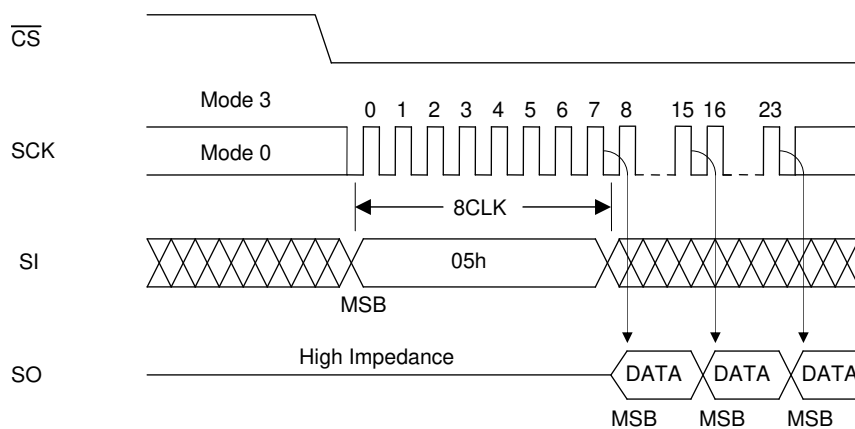 CS
Mode 3
0 1 2 3 4 5 6 7 8 15 16 23
SCK
Mode 0
8CLK
SI
05h
MSB
High Impedance
SO
DATA DATA DATA
MSB MSB MSB